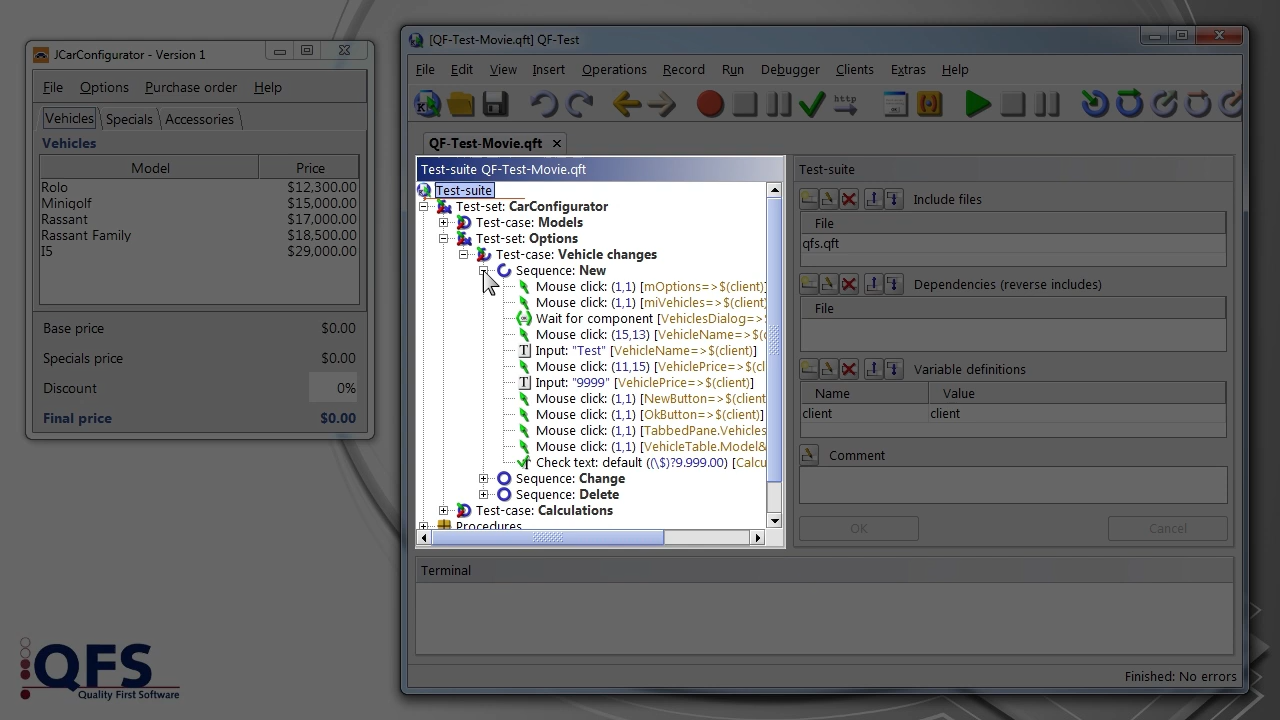 JCarConfigurator - Version 1
File Options Purchase order Help
Vehicles Specials Accessories
Vehicles
Model Price
Rolo $12,300.00
Minigolf $15,000.00
Rassant $17,000.00
Rassant Family $18,500.00
I5 $29,000.00
Base price $0.00
Specials price $0.00
Discount 0%
Final price $0.00
QFS
Quality First Software
[QF-Test-Movie.qft] QF-Test
File Edit View Insert Operations Record Run Debugger Clients Extras Help
http
QF-Test-Movie.qft
Test-suite QF-Test-Movie.qft
Test-suite
Test-set: CarConfigurator
Test-case: Models
Test-set: Options
Test-case: Vehicle changes
Sequence: New
Mouse click: (1,1) [mOptions=>$(client)]
Mouse click: (1,1) [miVehicles=>$(client)
Wait for component [VehiclesDialog=>$
Mouse click: (15,13) [VehicleName=>$(c
Input: "Test" [VehicleName=>$(client)]
Mouse click: (11,15) [VehiclePrice=>$(cl
Input: "9999" [VehiclePrice=>$(client)]
Mouse click: (1,1) [NewButton=>$(client
Mouse click: (1,1) [OkButton=>$(client)]
Mouse click: (1,1) [TabbedPane.Vehicles
Mouse click: (1,1) [VehicleTable.Model&
Check text: default ((\$)?9.999.00) [Calcu
Sequence: Change
Sequence: Delete
Test-case: Calculations
Procedures
Test-suite
Include files
File
qfs.qft
Dependencies (reverse includes)
File
Variable definitions
Name Value
client client
Comment
OK Cancel
Terminal
Finished: No errors